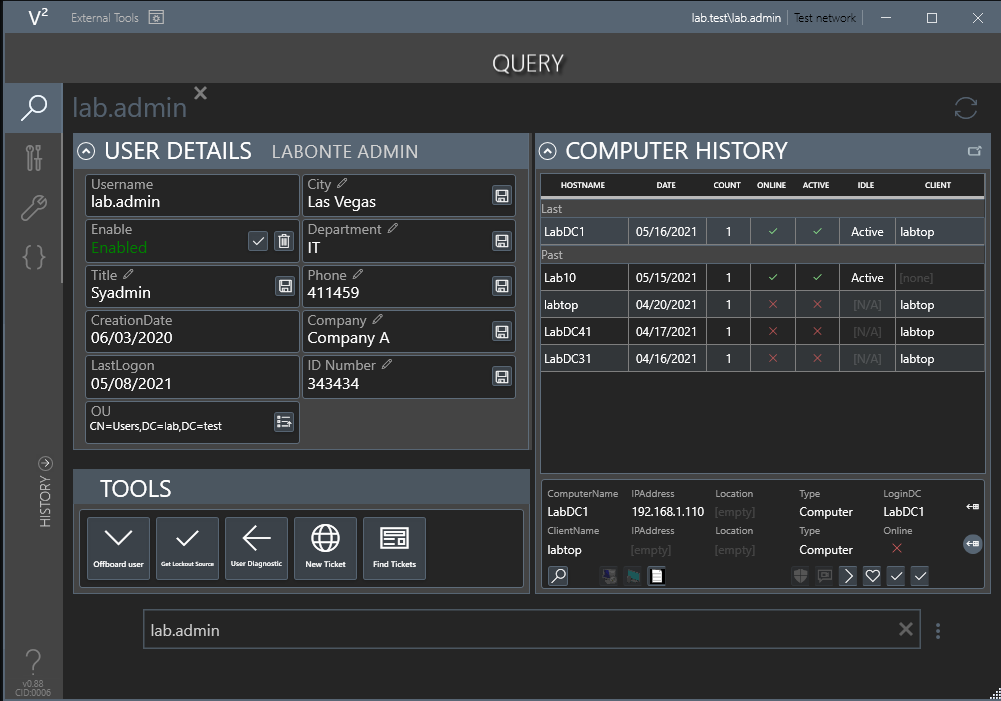 V²
External Tools
lab.test\lab.admin
Test network
QUERY
lab.admin
USER DETAILS LABONTE ADMIN
Username
lab.admin
City
Las Vegas
Enable
Enabled
Department
IT
Title
Syadmin
Phone
411459
CreationDate
06/03/2020
Company
Company A
LastLogon
05/08/2021
ID Number
343434
OU
CN=Users,DC=lab,DC=test
TOOLS
Offboard user
Get Lockout Source
User Diagnostic
New Ticket
Find Tickets
COMPUTER HISTORY
HOSTNAME DATE COUNT ONLINE ACTIVE IDLE CLIENT
Last
LabDC1 05/16/2021 1 Active labtop
Past
Lab10 05/15/2021 1 Active [none]
labtop 04/20/2021 1 [N/A] labtop
LabDC41 04/17/2021 1 [N/A] labtop
LabDC31 04/16/2021 1 [N/A] labtop
ComputerName IPAddress Location Type LoginDC
LabDC1 192.168.1.110 [empty] Computer LabDC1
ClientName IPAddress Location Type Online
labtop [empty] [empty] Computer
HISTORY
lab.admin
?
v0.88
CID:0006